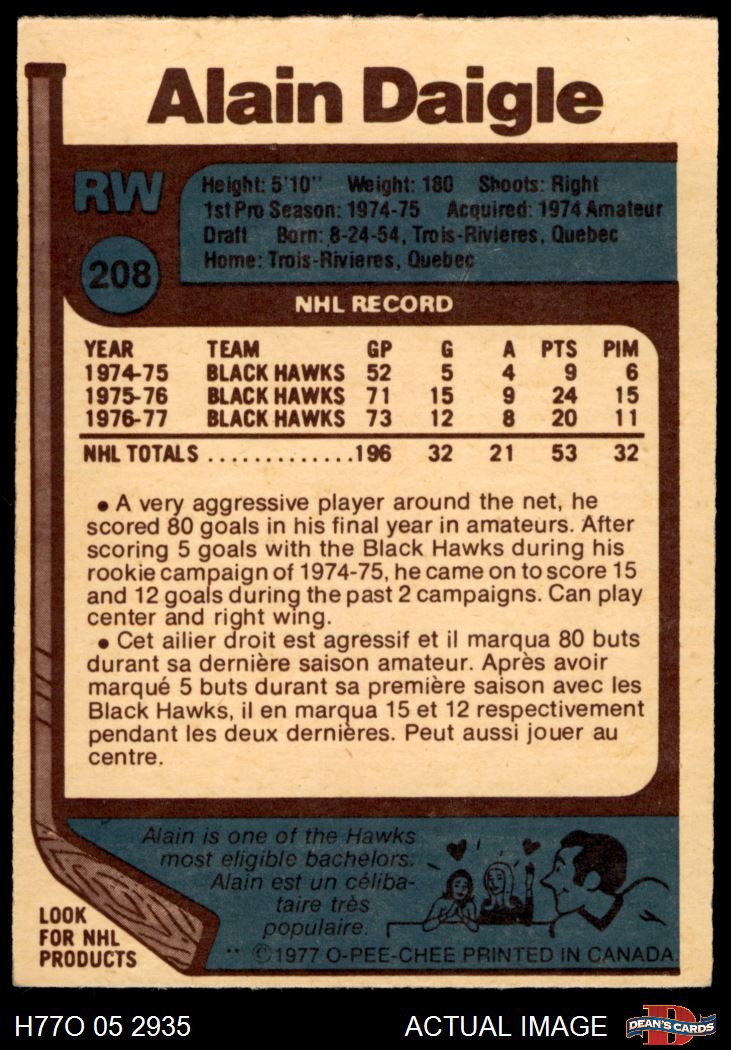 Alain Daigle
RW
208
Height: 5'10" Weight: 180 Shoots: Right
1st Pro Season: 1974-75 Acquired: 1974 Amateur
Draft Born: 8-24-54, Trois-Rivieres, Quebec
Home: Trois-Rivieres, Quebec
NHL RECORD
YEAR TEAM GP G A PTS PIM
1974-75 BLACK HAWKS 52 5 4 9 6
1975-76 BLACK HAWKS 71 15 9 24 15
1976-77 BLACK HAWKS 73 12 8 20 11
NHL TOTALS .............196 32 21 53 32
• A very aggressive player around the net, he
scored 80 goals in his final year in amateurs. After
scoring 5 goals with the Black Hawks during his
rookie campaign of 1974-75, he came on to score 15
and 12 goals during the past 2 campaigns. Can play
center and right wing.
• Cet ailier droit est agressif et il marqua 80 buts
durant sa dernière saison amateur. Après avoir
marqué 5 buts durant sa première saison avec les
Black Hawks, il en marqua 15 et 12 respectivement
pendant les deux dernières. Peut aussi jouer au
centre.
Alain is one of the Hawks
most eligible bachelors.
Alain est un céliba-
taire très
populaire.
LOOK
FOR NHL
PRODUCTS
** ©1977 O-PEE-CHEE PRINTED IN CANADA.
H77O 05 2935 ACTUAL IMAGE DEAN'S CARDS